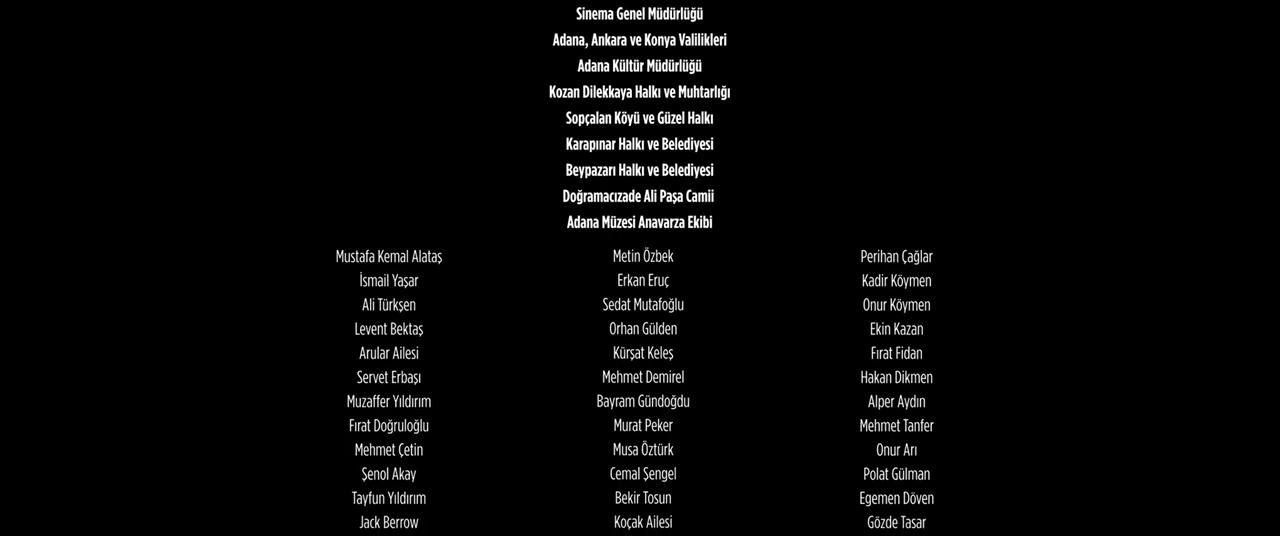 Sinema Genel Müdürlüğü
Adana, Ankara ve Konya Valilikleri
Adana Kültür Müdürlüğü
Kozan Dilekkaya Halkı ve Muhtarlığı
Sopçalan Köyü ve Güzel Halkı
Karapınar Halkı ve Belediyesi
Beypazarı Halkı ve Belediyesi
Doğramacızade Ali Paşa Camii
Adana Müzesi Anavarza Ekibi
Mustafa Kemal Alataş
İsmail Yaşar
Ali Türkşen
Levent Bektaş
Arular Ailesi
Servet Erbaşı
Muzaffer Yıldırım
Fırat Doğruloğlu
Mehmet Çetin
Şenol Akay
Tayfun Yıldırım
Jack Berrow
Metin Özbek
Erkan Eruç
Sedat Mutafoğlu
Orhan Gülden
Kürşat Keleş
Mehmet Demirel
Bayram Gündoğdu
Murat Peker
Musa Öztürk
Cemal Şengel
Bekir Tosun
Koçak Ailesi
Perihan Çağlar
Kadir Köymen
Onur Köymen
Ekin Kazan
Fırat Fidan
Hakan Dikmen
Alper Aydın
Mehmet Tanfer
Onur Arı
Polat Gülman
Egemen Döven
Gözde Tasar